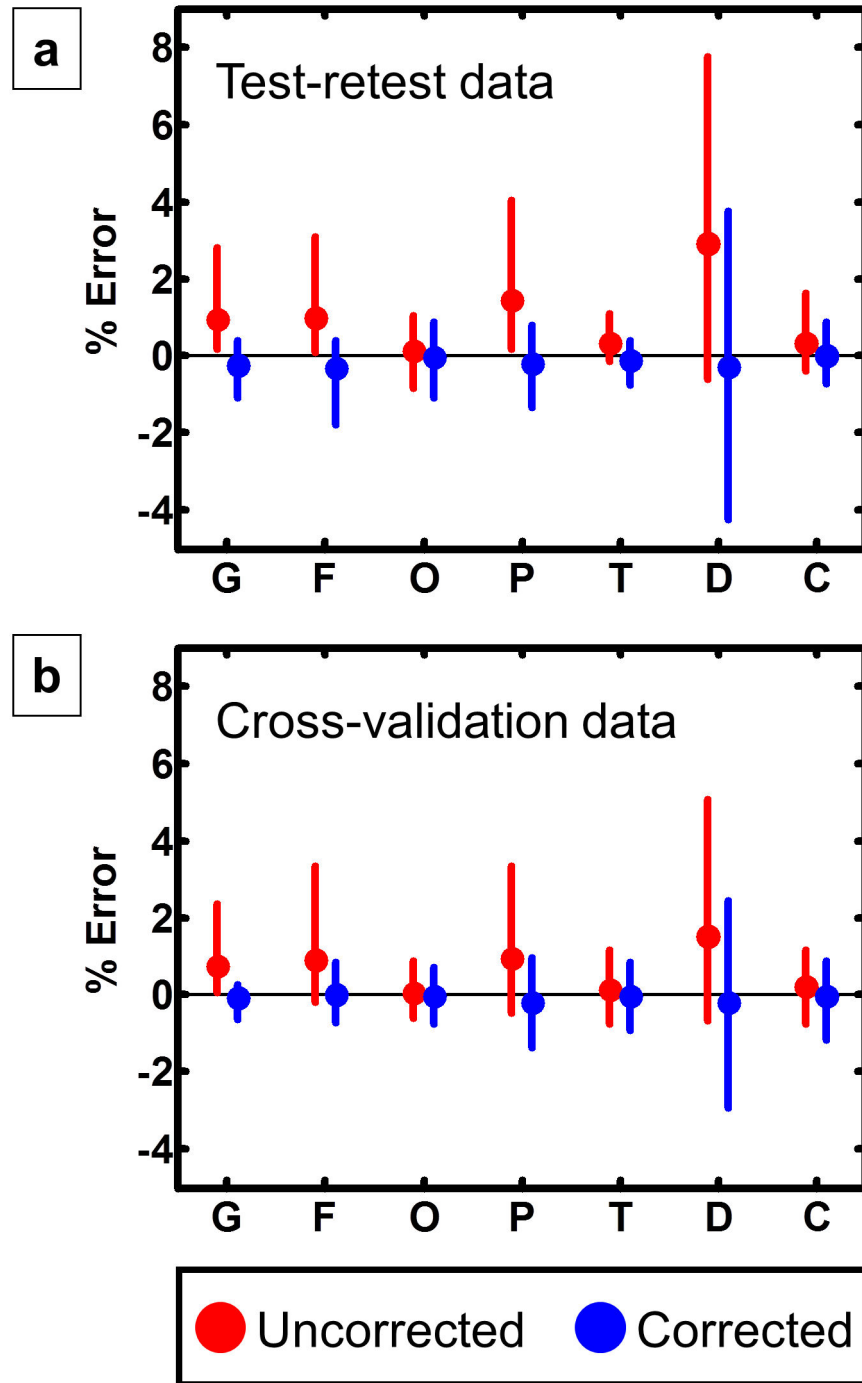 a
Test-retest data
% Error
8
6
4
2
0
-2
-4
G F O P T D C
b
Cross-validation data
% Error
8
6
4
2
0
-2
-4
G F O P T D C
Uncorrected Corrected